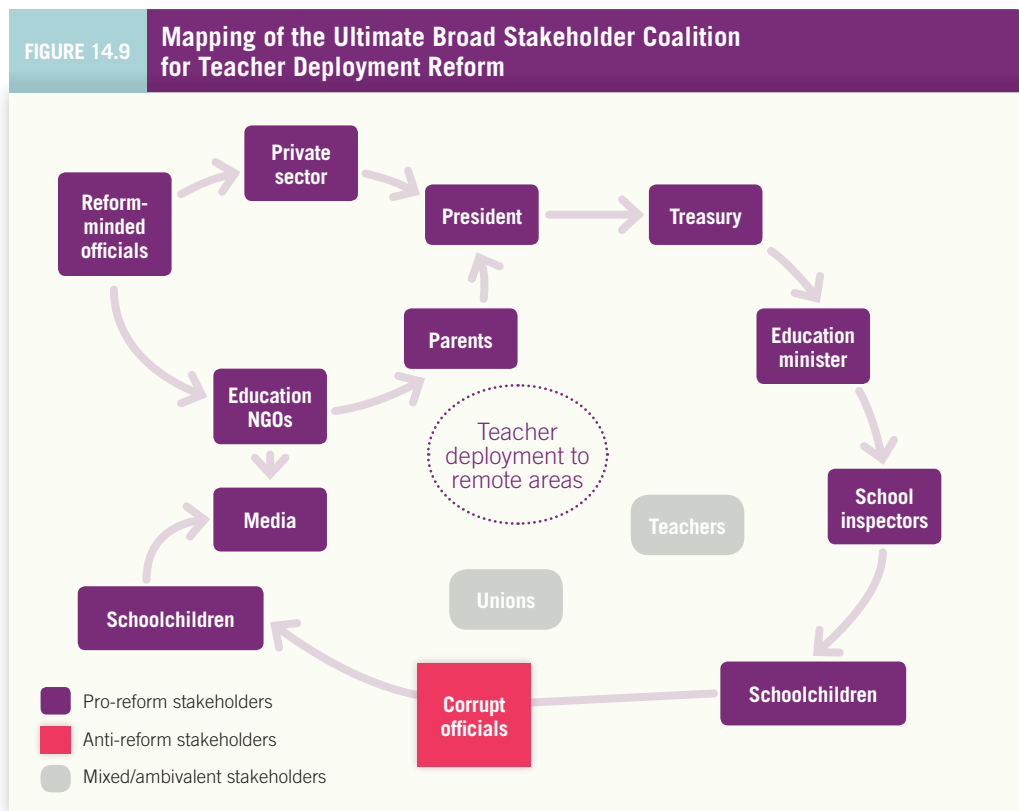 FIGURE 14.9
Mapping of the Ultimate Broad Stakeholder Coalition
for Teacher Deployment Reform
Private
sector
Reform-
minded
officials
President
Treasury
Parents
Education
minister
Education
NGOs
Teacher
deployment to
remote areas
School
inspectors
Media
Teachers
Unions
Schoolchildren
Corrupt
officials
Schoolchildren
Pro-reform stakeholders
Anti-reform stakeholders
Mixed/ambivalent stakeholders